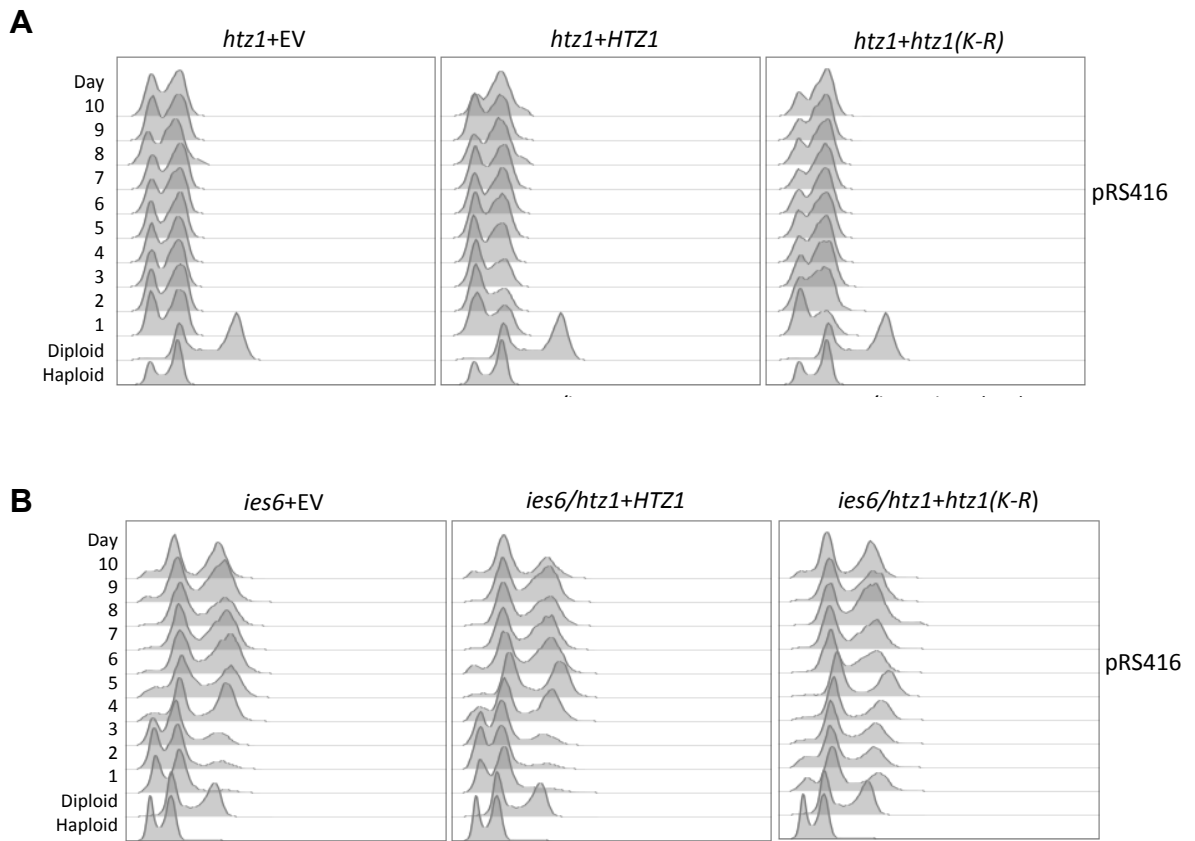 A
htz1+EV
htz1+HTZ1
htz1+htz1(K-R)
Day
10
9
8
7
6
5
4
3
2
1
Diploid
Haploid
pRS416
B
ies6+EV
ies6/htz1+HTZ1
ies6/htz1+htz1(K-R)
Day
10
9
8
7
6
5
4
3
2
1
Diploid
Haploid
pRS416